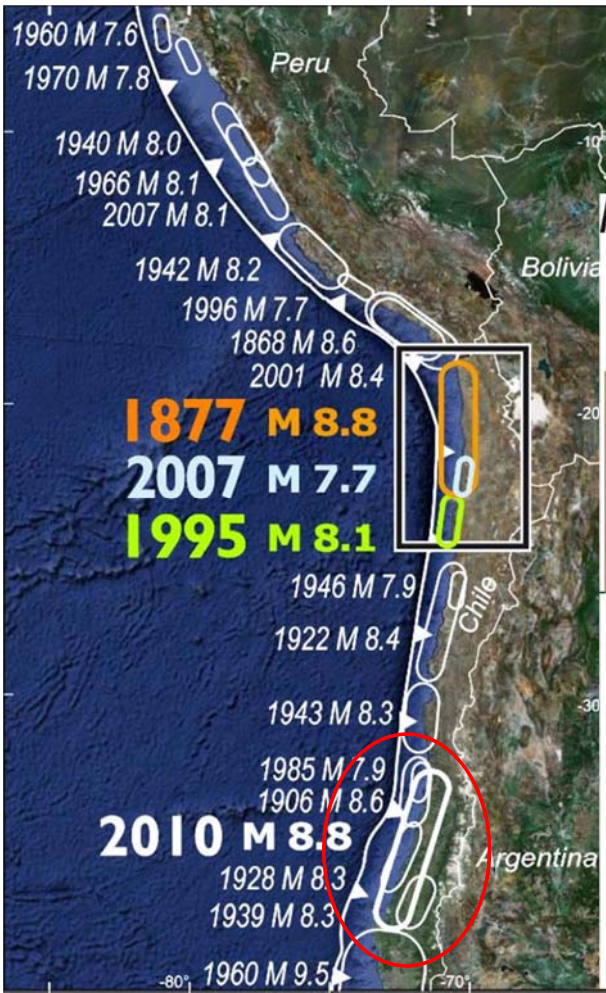 1960 M 7.6
Peru
1970 M 7.8
1940 M 8.0
-10°
1966 M 8.1
2007 M 8.1
1942 M 8.2
Bolivia
1996 M 7.7
1868 M 8.6
2001 M 8.4
1877 M 8.8
-20
2007 M 7.7
1995 M 8.1
1946 M 7.9
Chile
1922 M 8.4
-30
1943 M 8.3
1985 M 7.9
1906 M 8.6
2010 M 8.8
Argentina
1928 M 8.3
1939 M 8.3
1960 M 9.5
-80°
-70°